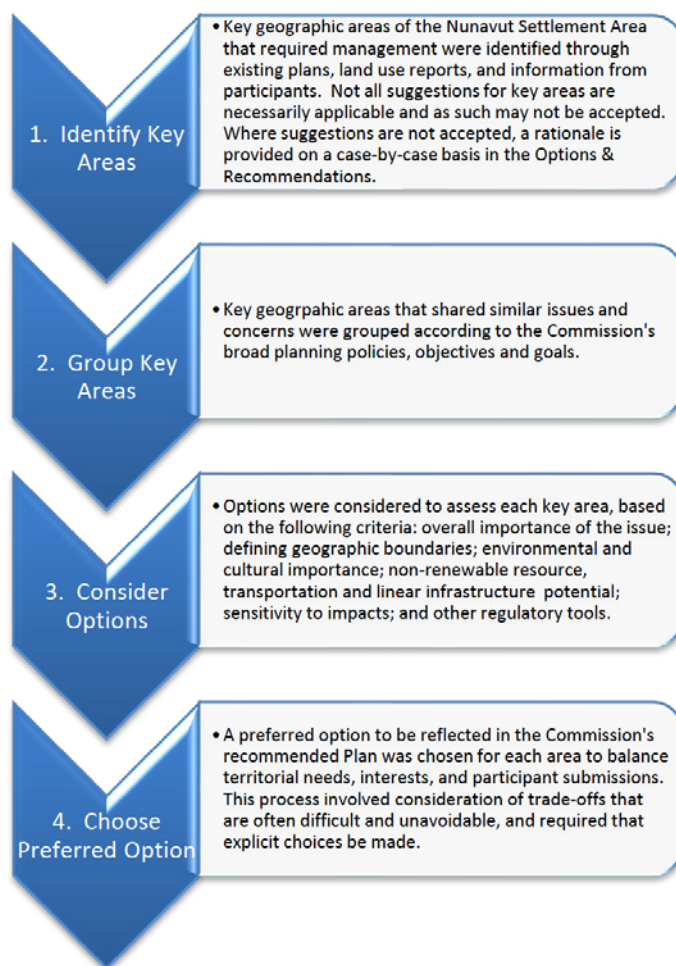 1. Identify Key
Areas
• Key geographic areas of the Nunavut Settlement Area
that required management were identified through
existing plans, land use reports, and information from
participants. Not all suggestions for key areas are
necessarily applicable and as such may not be accepted.
Where suggestions are not accepted, a rationale is
provided on a case-by-case basis in the Options &
Recommendations.
2. Group Key
Areas
• Key geogrpahic areas that shared similar issues and
concerns were grouped according to the Commission's
broad planning policies, objectives and goals.
3. Consider
Options
• Options were considered to assess each key area, based
on the following criteria: overall importance of the issue;
defining geographic boundaries; environmental and
cultural importance; non-renewable resource,
transportation and linear infrastructure potential;
sensitivity to impacts; and other regulatory tools.
4. Choose
Preferred Option
• A preferred option to be reflected in the Commission's
recommended Plan was chosen for each area to balance
territorial needs, interests, and participant submissions.
This process involved consideration of trade-offs that
are often difficult and unavoidable, and required that
explicit choices be made.